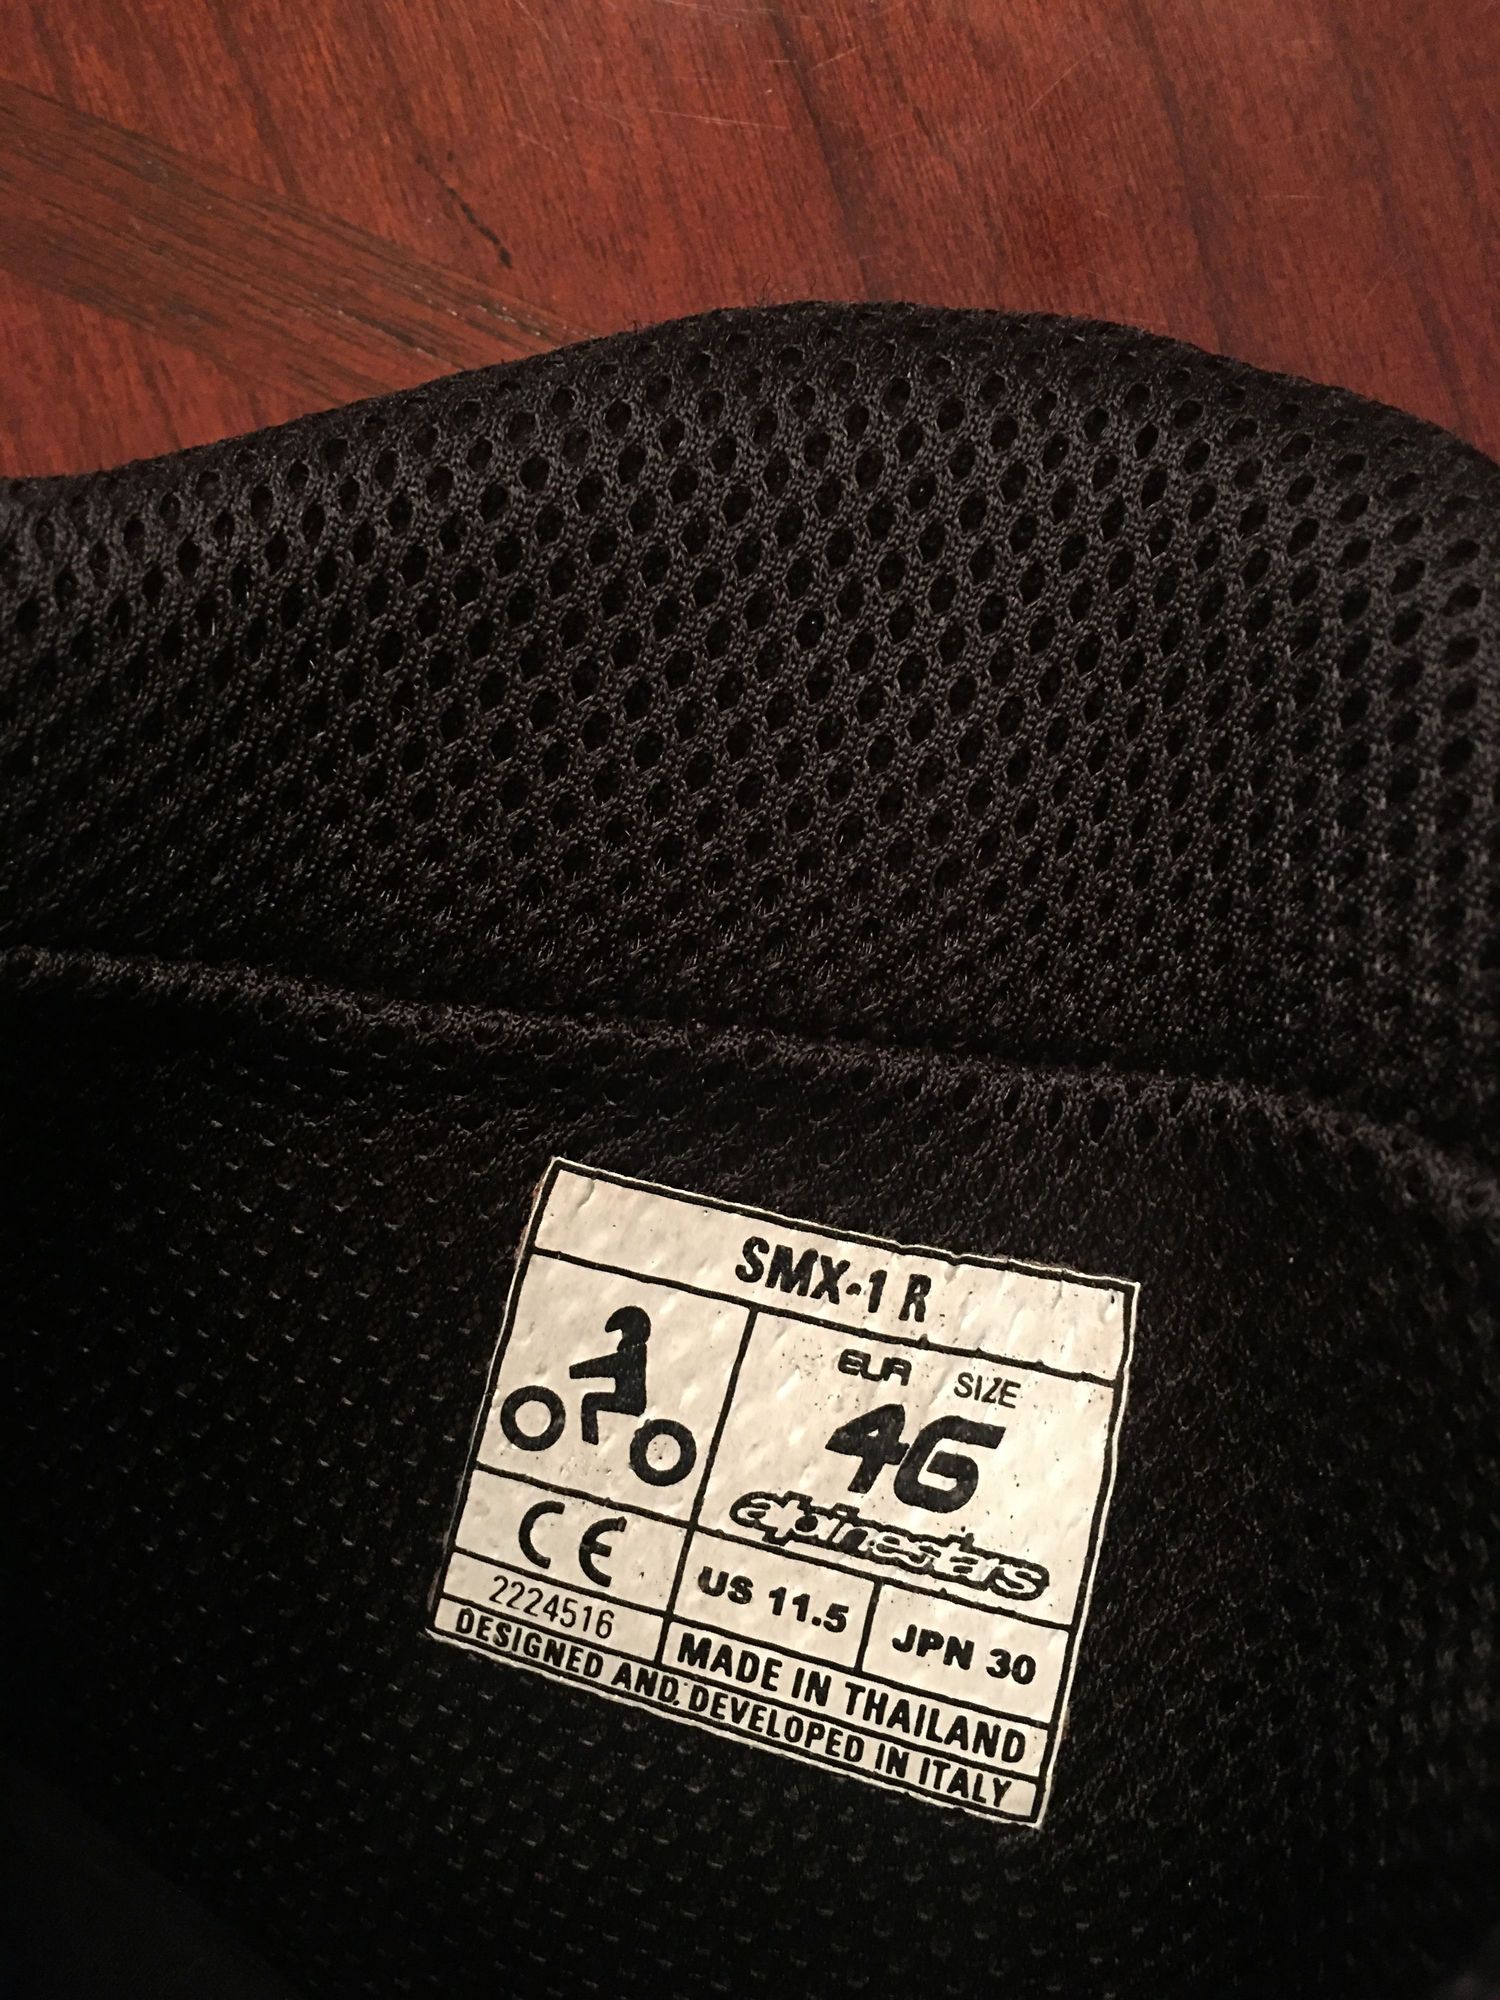 SMX-1 R
EUR SIZE
46
alpinestars
CE
US 11.5
JPN 30
2224516
MADE IN THAILAND
DESIGNED AND DEVELOPED IN ITALY